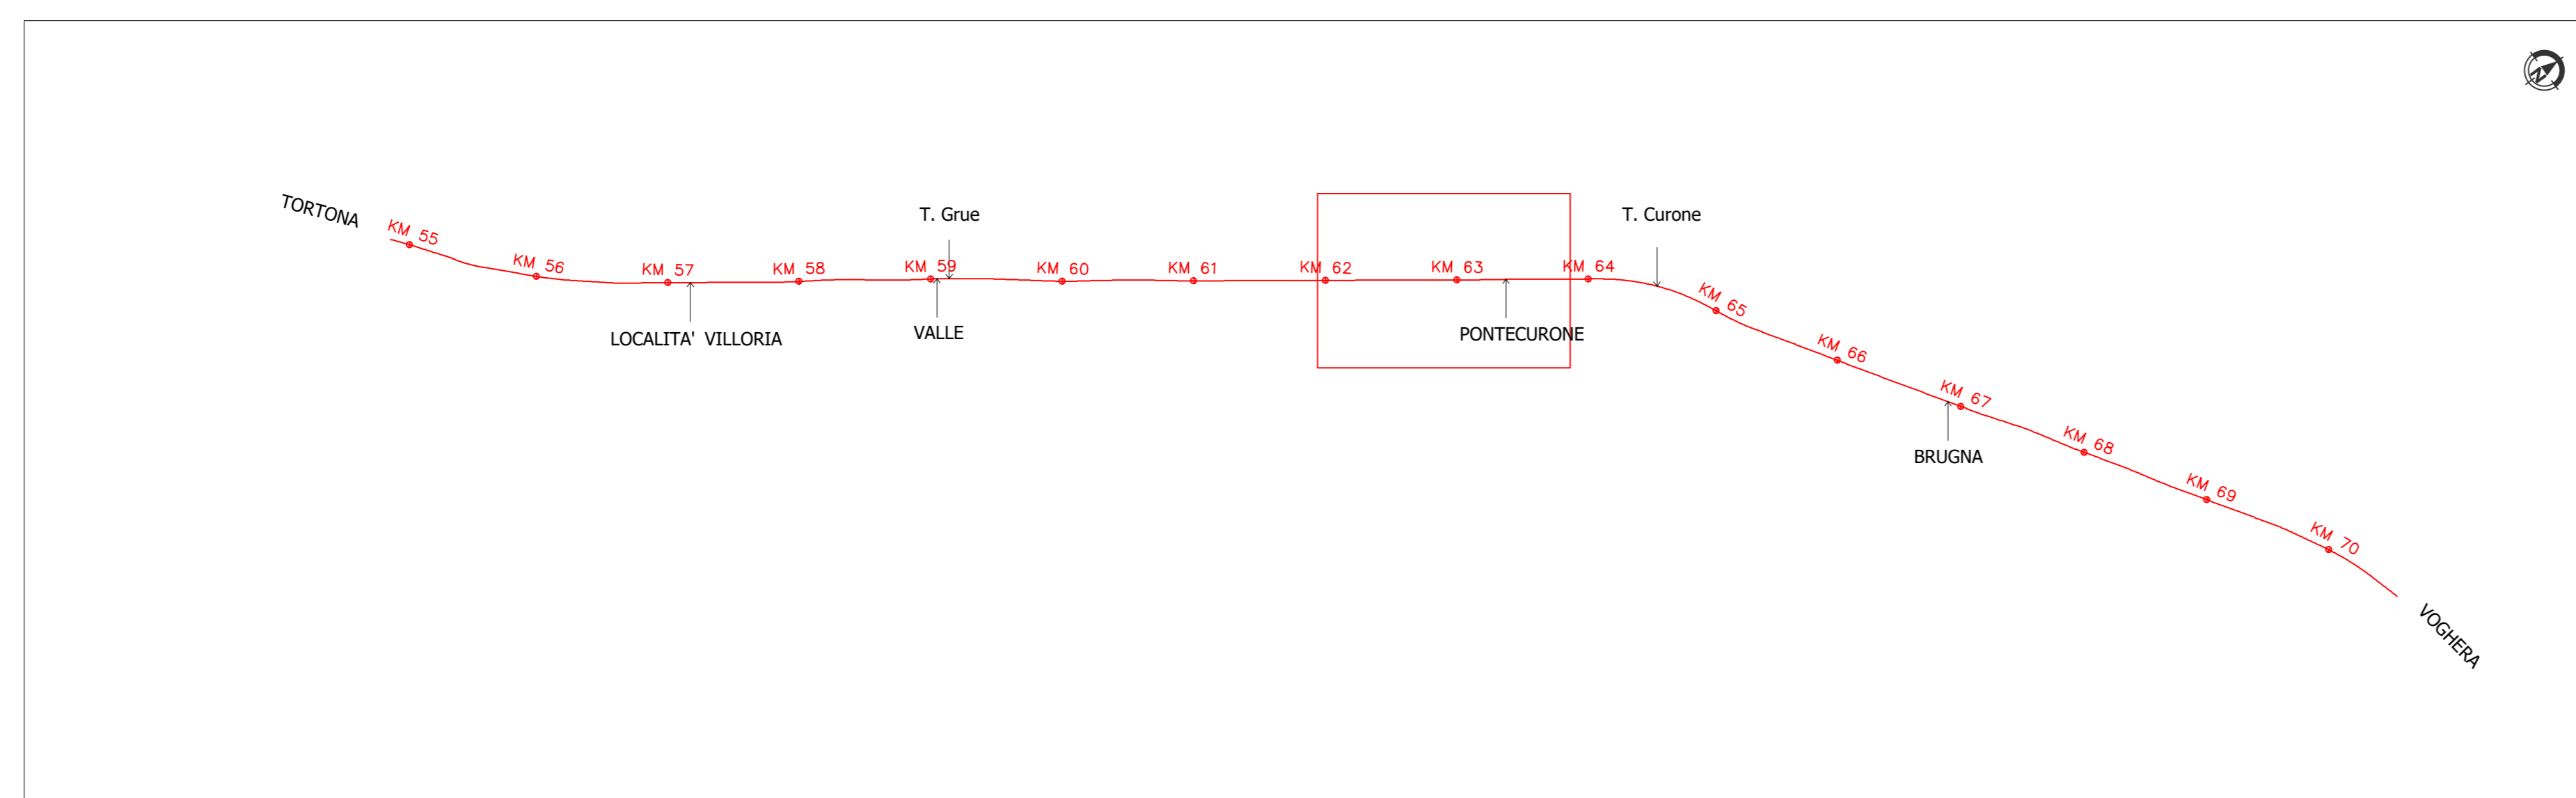 TORTONA
KM 55
KM 56
KM 57
LOCALITA' VILLORIA
KM 58
T. Grue
KM 59
VALLE
KM 60
KM 61
KM 62
KM 63
PONTECURONE
KM 64
T. Curone
KM 65
KM 66
KM 67
BRUGNA
KM 68
KM 69
KM 70
VOGHERA
N